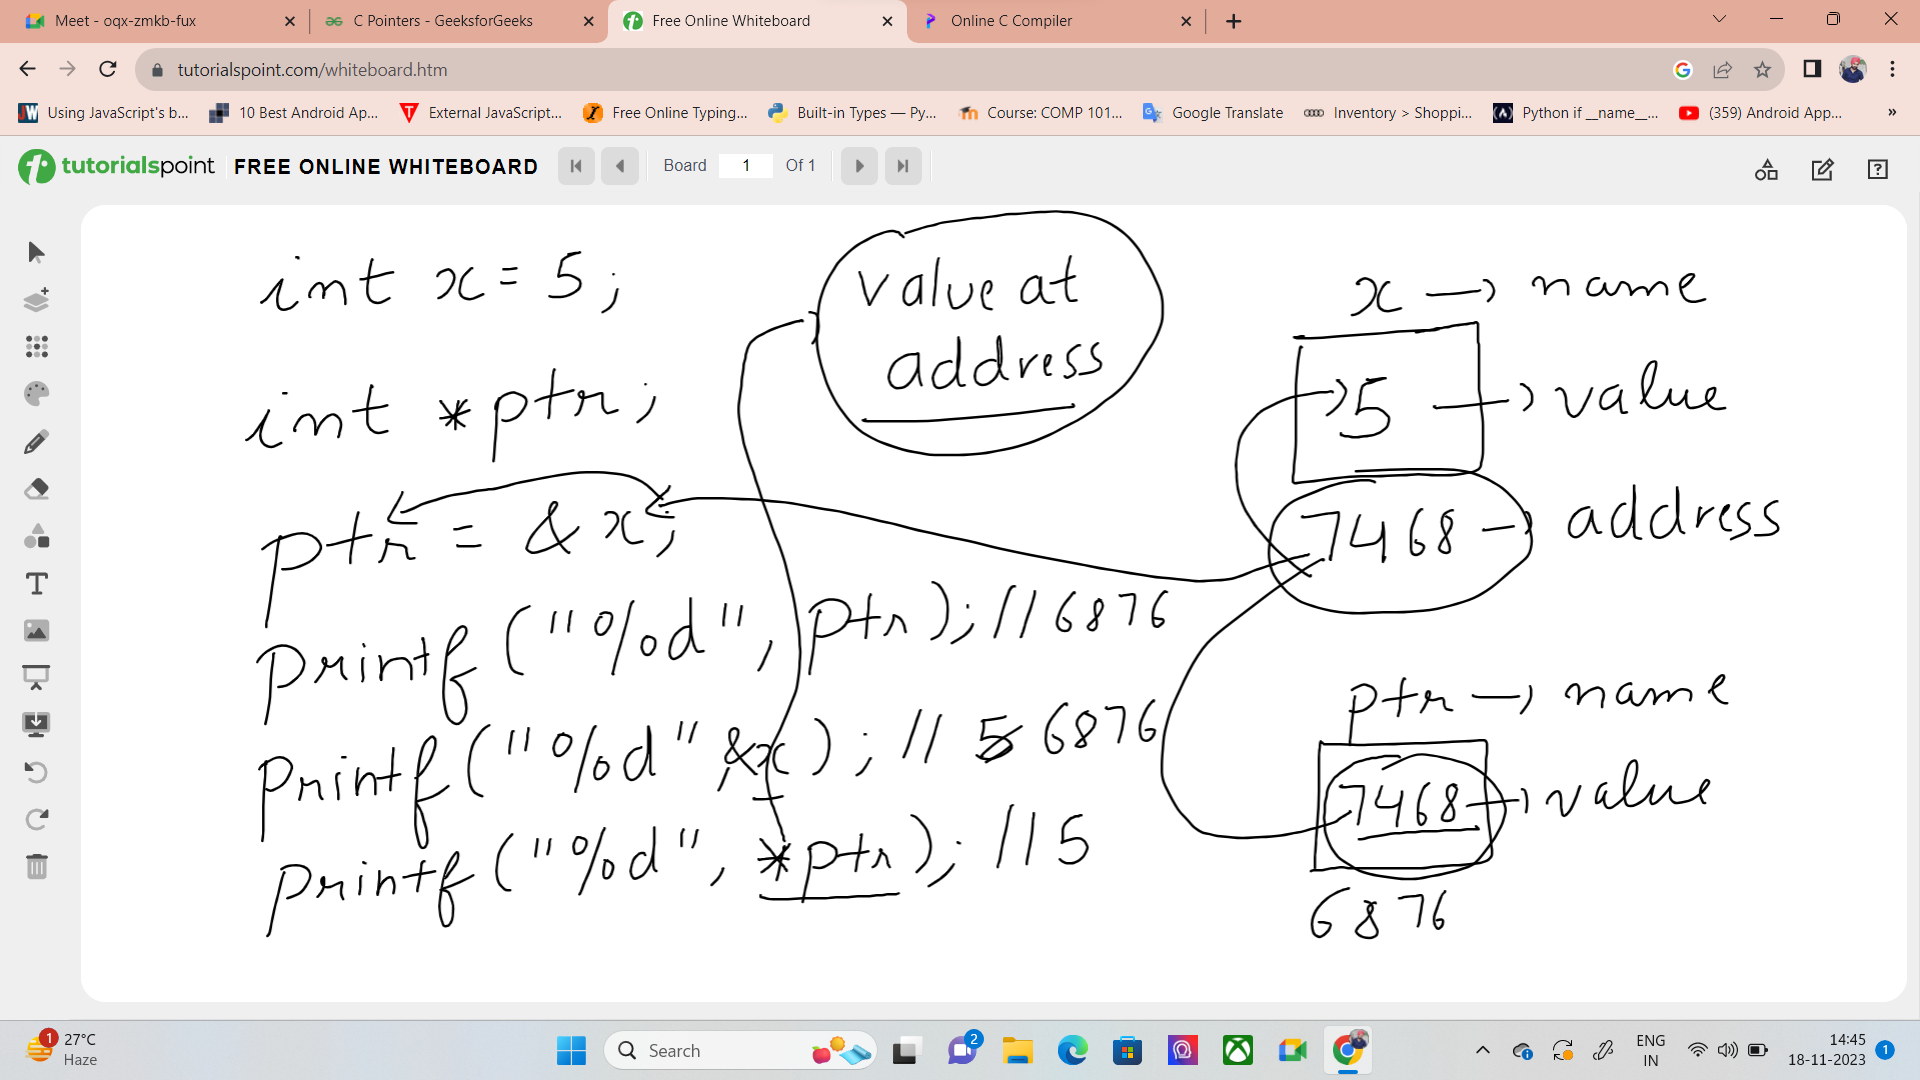 Meet - oqx-zmkb-fux
C Pointers - GeeksforGeeks
Free Online Whiteboard
Online C Compiler
tutorialspoint.com/whiteboard.htm
Using JavaScript's b...
10 Best Android Ap...
External JavaScript...
Free Online Typing...
Built-in Types — Py...
Course: COMP 101...
Google Translate
Inventory > Shoppi...
Python if __name__...
(359) Android App...
»
tutorialspoint FREE ONLINE WHITEBOARD Board 1 Of 1
int x = 5;
int *ptr;
ptr = &x;
printf("%d", ptr); // 6876
printf("%d", &x); // 5 6876
printf("%d", *ptr); // 5
value at
address
x → name
5 → value
7468 → address
ptr → name
7468 → value
6876
1
27°C
Haze
Search
2
ENG
IN
14:45
18-11-2023
1